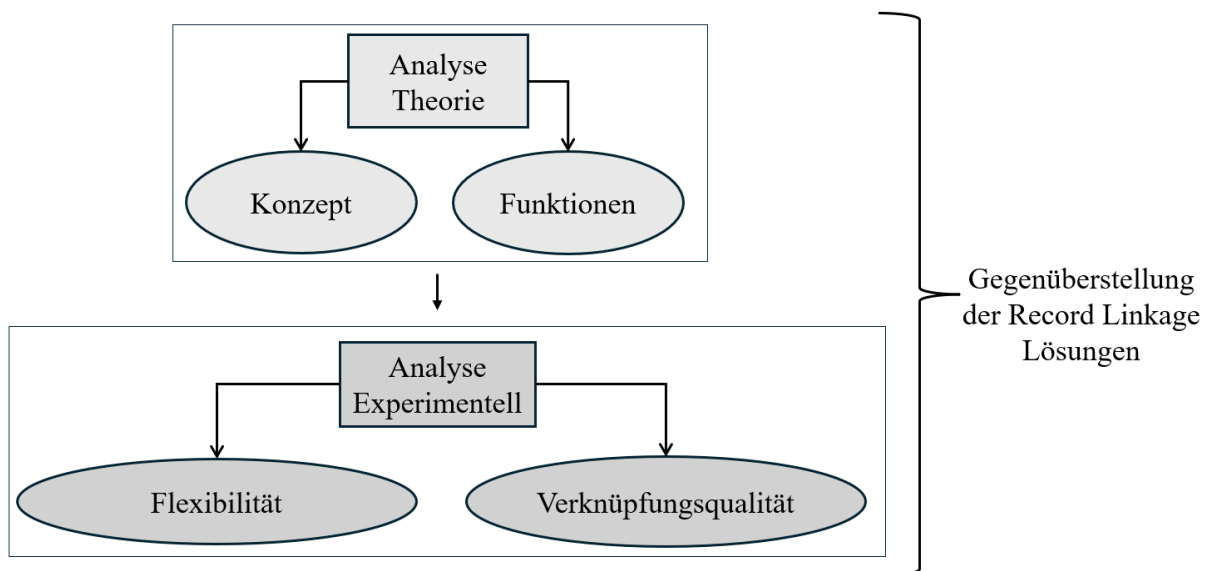 Analyse
Theorie
Konzept
Funktionen
Analyse
Experimentell
Flexibilität
Verknüpfungsqualität
Gegenüberstellung
der Record Linkage
Lösungen